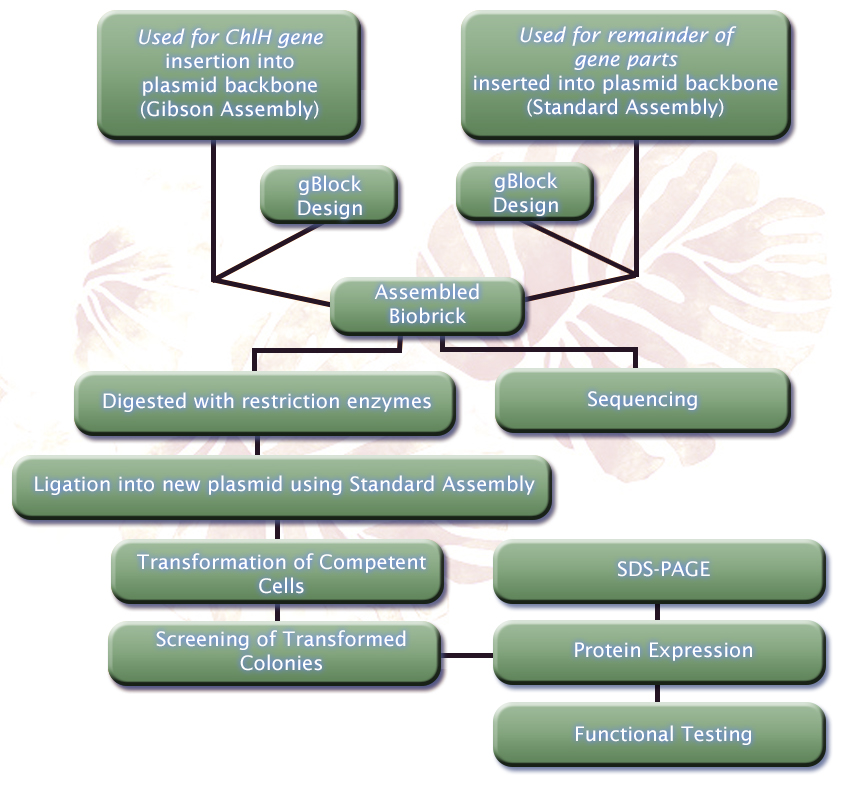 Used for ChlH gene
insertion into
plasmid backbone
(Gibson Assembly)
Used for remainder of
gene parts
inserted into plasmid backbone
(Standard Assembly)
gBlock
Design
gBlock
Design
Assembled
Biobrick
Digested with restriction enzymes
Sequencing
Ligation into new plasmid using Standard Assembly
Transformation of Competent
Cells
SDS-PAGE
Screening of Transformed
Colonies
Protein Expression
Functional Testing